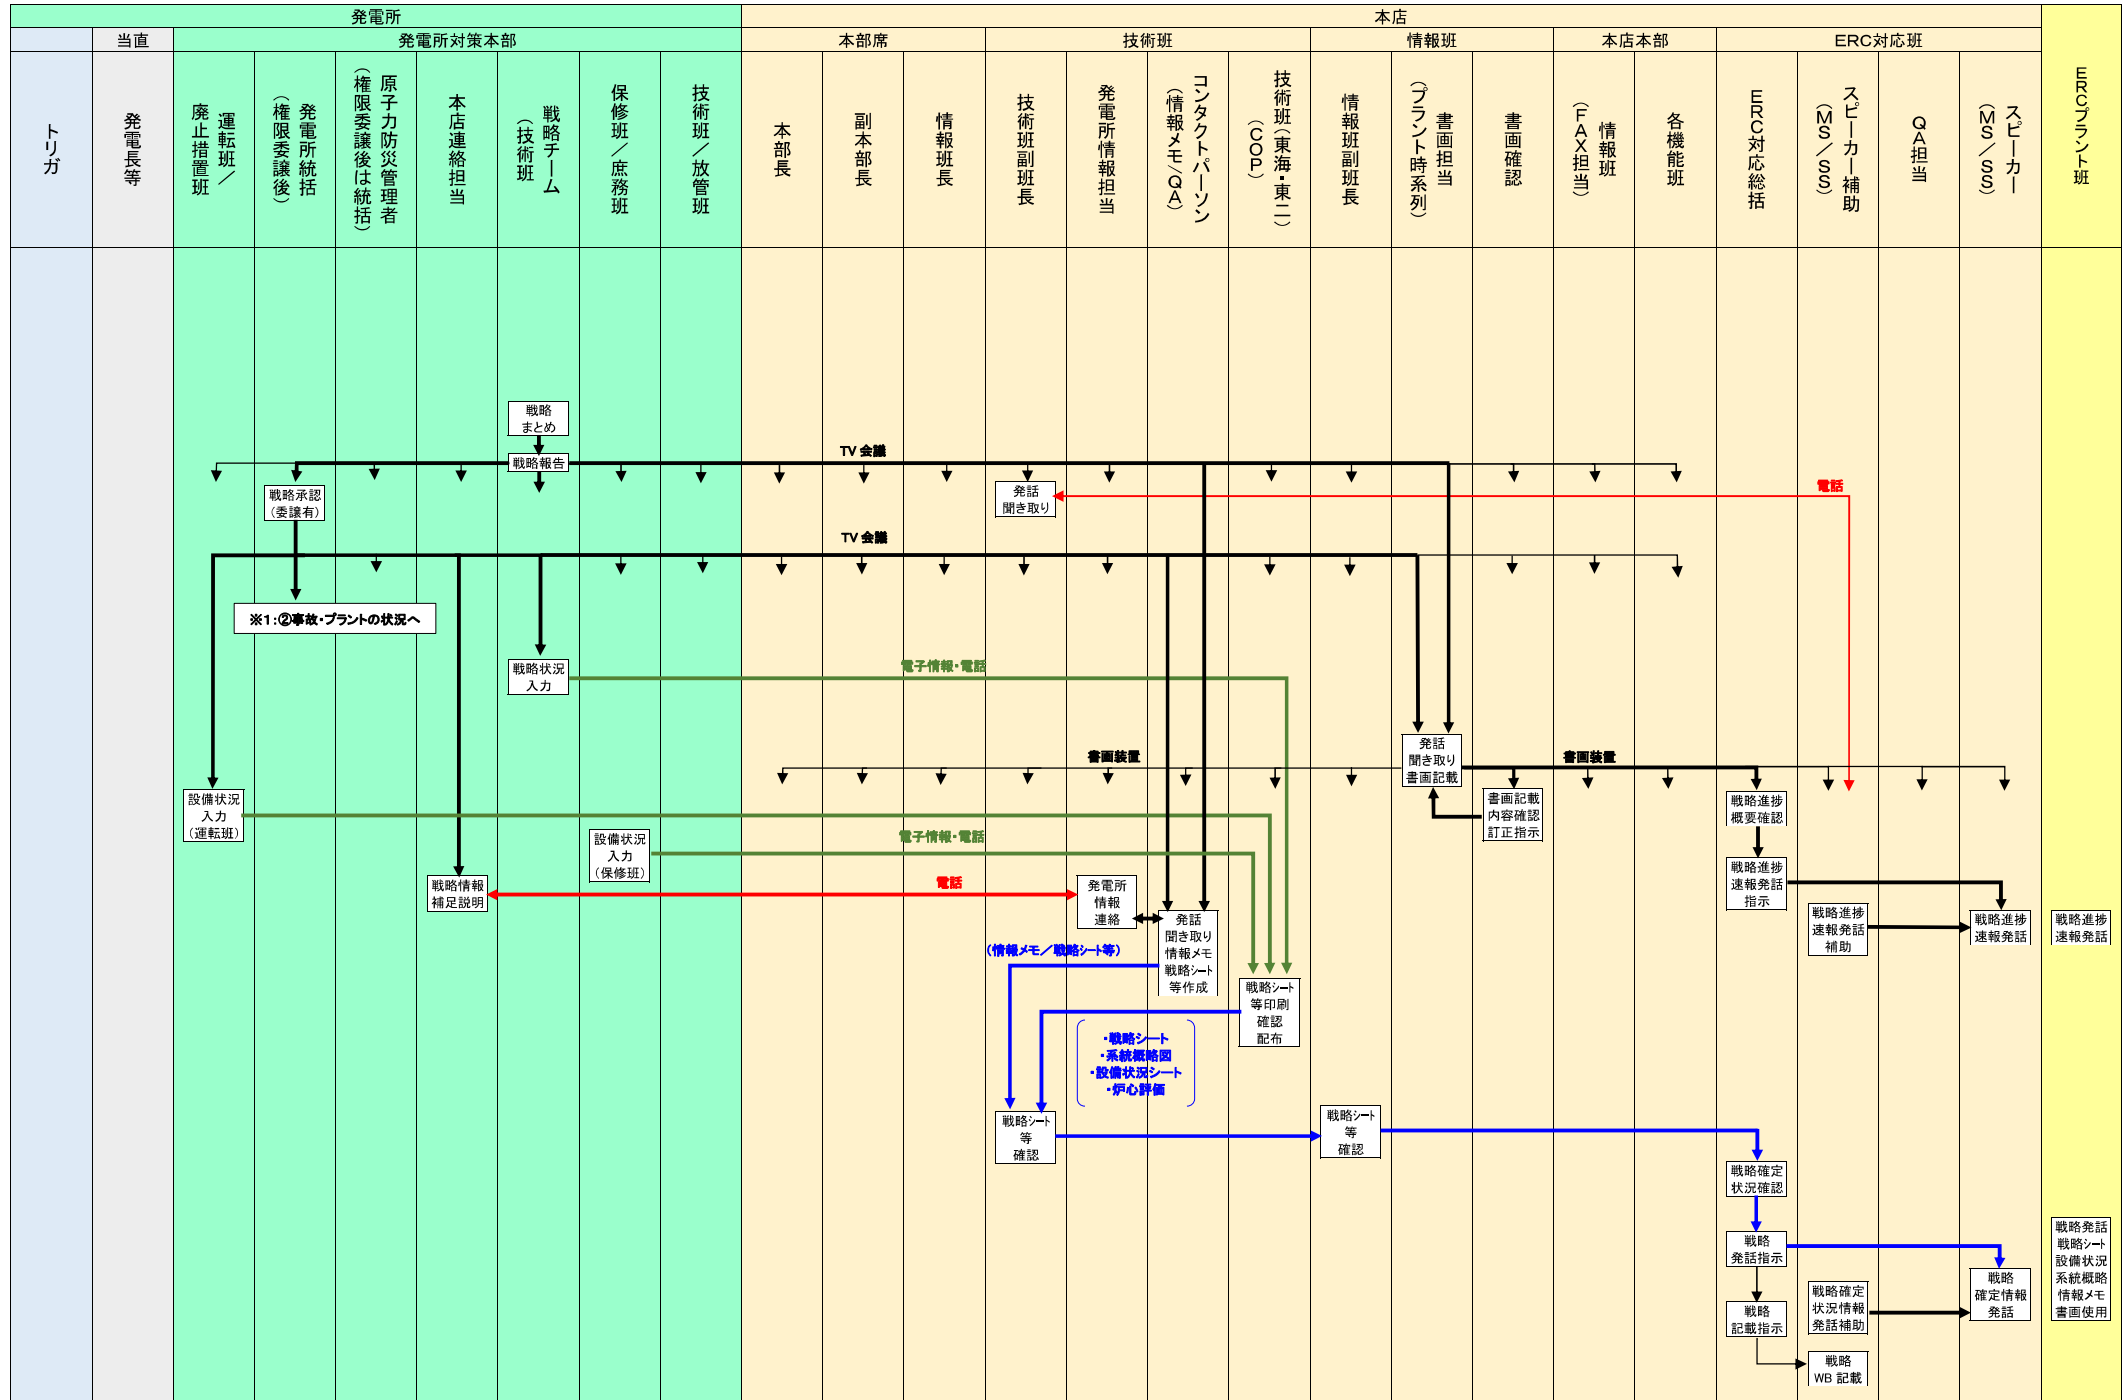 発電所
本店
当直
発電所対策本部
本部席
技術班
情報班
本店本部
ERC対応班
トリガ
発電長等
運転班／
廃止措置班
発電所統括
（権限委譲後）
原子力防災管理者
（権限委譲後は統括）
本店連絡担当
戦略チーム
（技術班）
保修班／庶務班
技術班／放管班
本部長
副本部長
情報班長
技術班副班長
発電所情報担当
コンタクトパーソン
（情報メモ/QA）
技術班（東海・東二）
（COP）
情報班副班長
書画担当
（プラント時系列）
書画確認
情報班
（FAX担当）
各機能班
ERC対応総括
スピーカー補助
（MS／SS）
QA担当
スピーカー
（MS／SS）
ERCプラント班
戦略
まとめ
TV 会議
戦略報告
電話
戦略承認
（委譲有）
発話
聞き取り
TV 会議
※1：②事故・プラントの状況へ
戦略状況
入力
電子情報・電話
発話
聞き取り
書画記載
書画装置
書画装置
設備状況
入力
（運転班）
書画記載
内容確認
訂正指示
戦略進捗
概要確認
設備状況
入力
（保修班）
電子情報・電話
戦略進捗
速報発話
指示
戦略情報
補足説明
電話
発電所
情報
連絡
発話
聞き取り
情報メモ
戦略シート
等作成
戦略進捗
速報発話
補助
戦略進捗
速報発話
戦略進捗
速報発話
（情報メモ／戦略シート等）
戦略シート
等印刷
確認
配布
・戦略シート
・系統概略図
・設備状況シート
・炉心評価
戦略シート
等
確認
戦略シート
等
確認
戦略確定
状況確認
戦略
発話指示
戦略発話
戦略シート
設備状況
系統概略
情報メモ
書画使用
戦略
確定情報
発話
戦略確定
状況情報
発話補助
戦略
記載指示
戦略
WB 記載